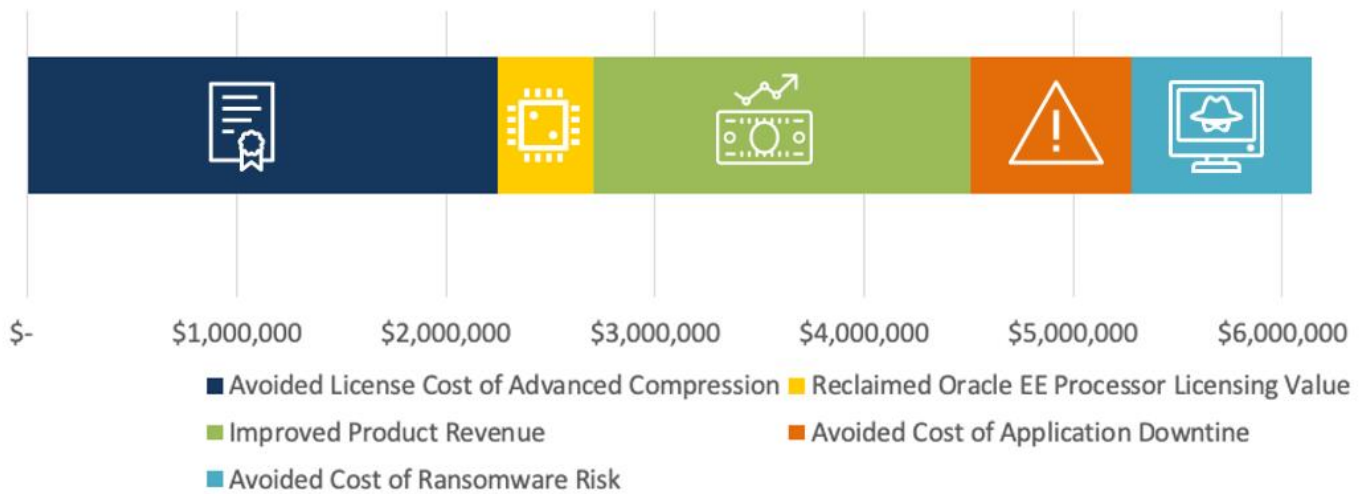 $- $1,000,000 $2,000,000 $3,000,000 $4,000,000 $5,000,000 $6,000,000
Avoided License Cost of Advanced Compression Reclaimed Oracle EE Processor Licensing Value
Improved Product Revenue Avoided Cost of Application Downtine
Avoided Cost of Ransomware Risk